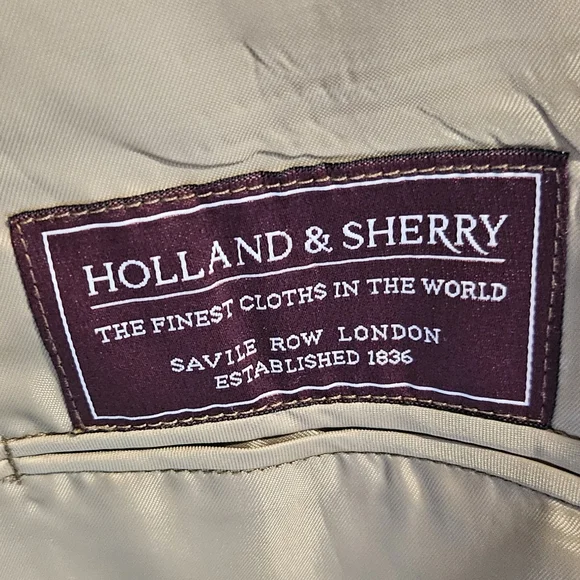 HOLLAND & SHERRY
THE FINEST CLOTHS IN THE WORLD
SAVILE ROW LONDON
ESTABLISHED 1836